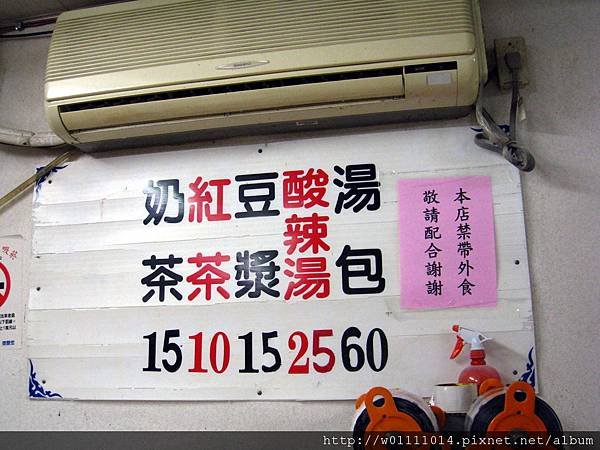 湯包 60
酸辣湯 25
豆漿 15
紅茶 10
奶茶 15
本店禁帶外食
敬請配合謝謝
http://w01111014.pixnet.net/album